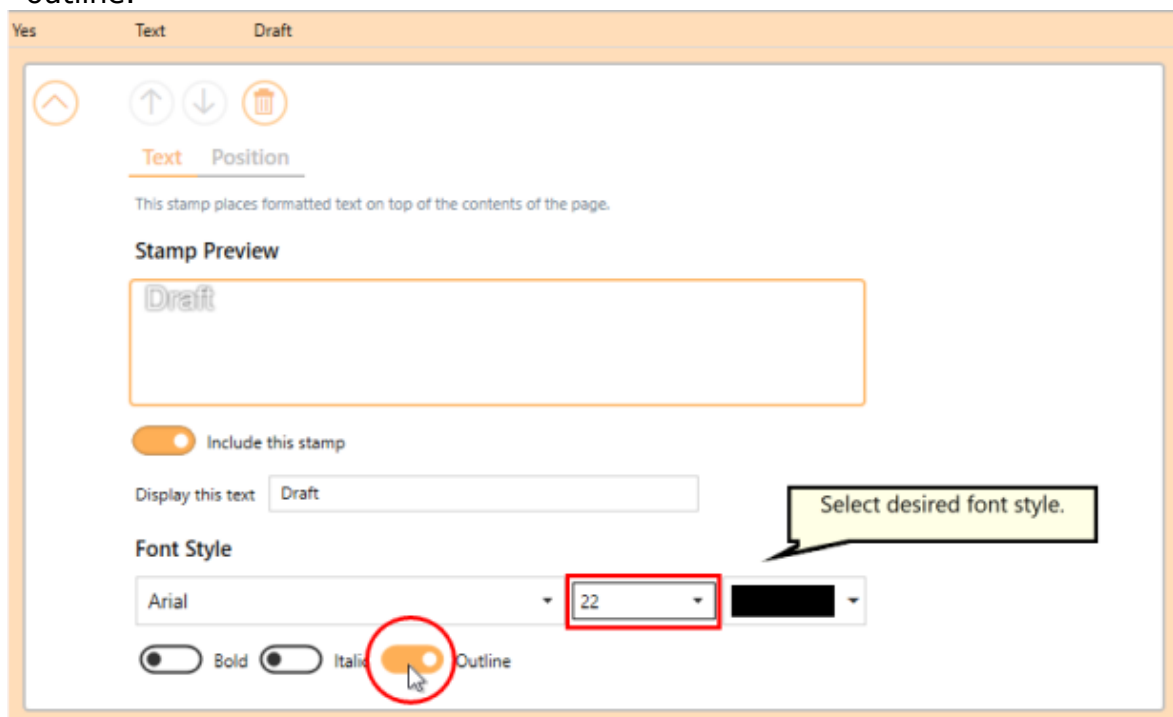 outline.
Yes Text Draft
Text Position
This stamp places formatted text on top of the contents of the page.
Stamp Preview
Draft
Include this stamp
Display this text Draft
Select desired font style.
Font Style
Arial 22
Bold Italic Outline